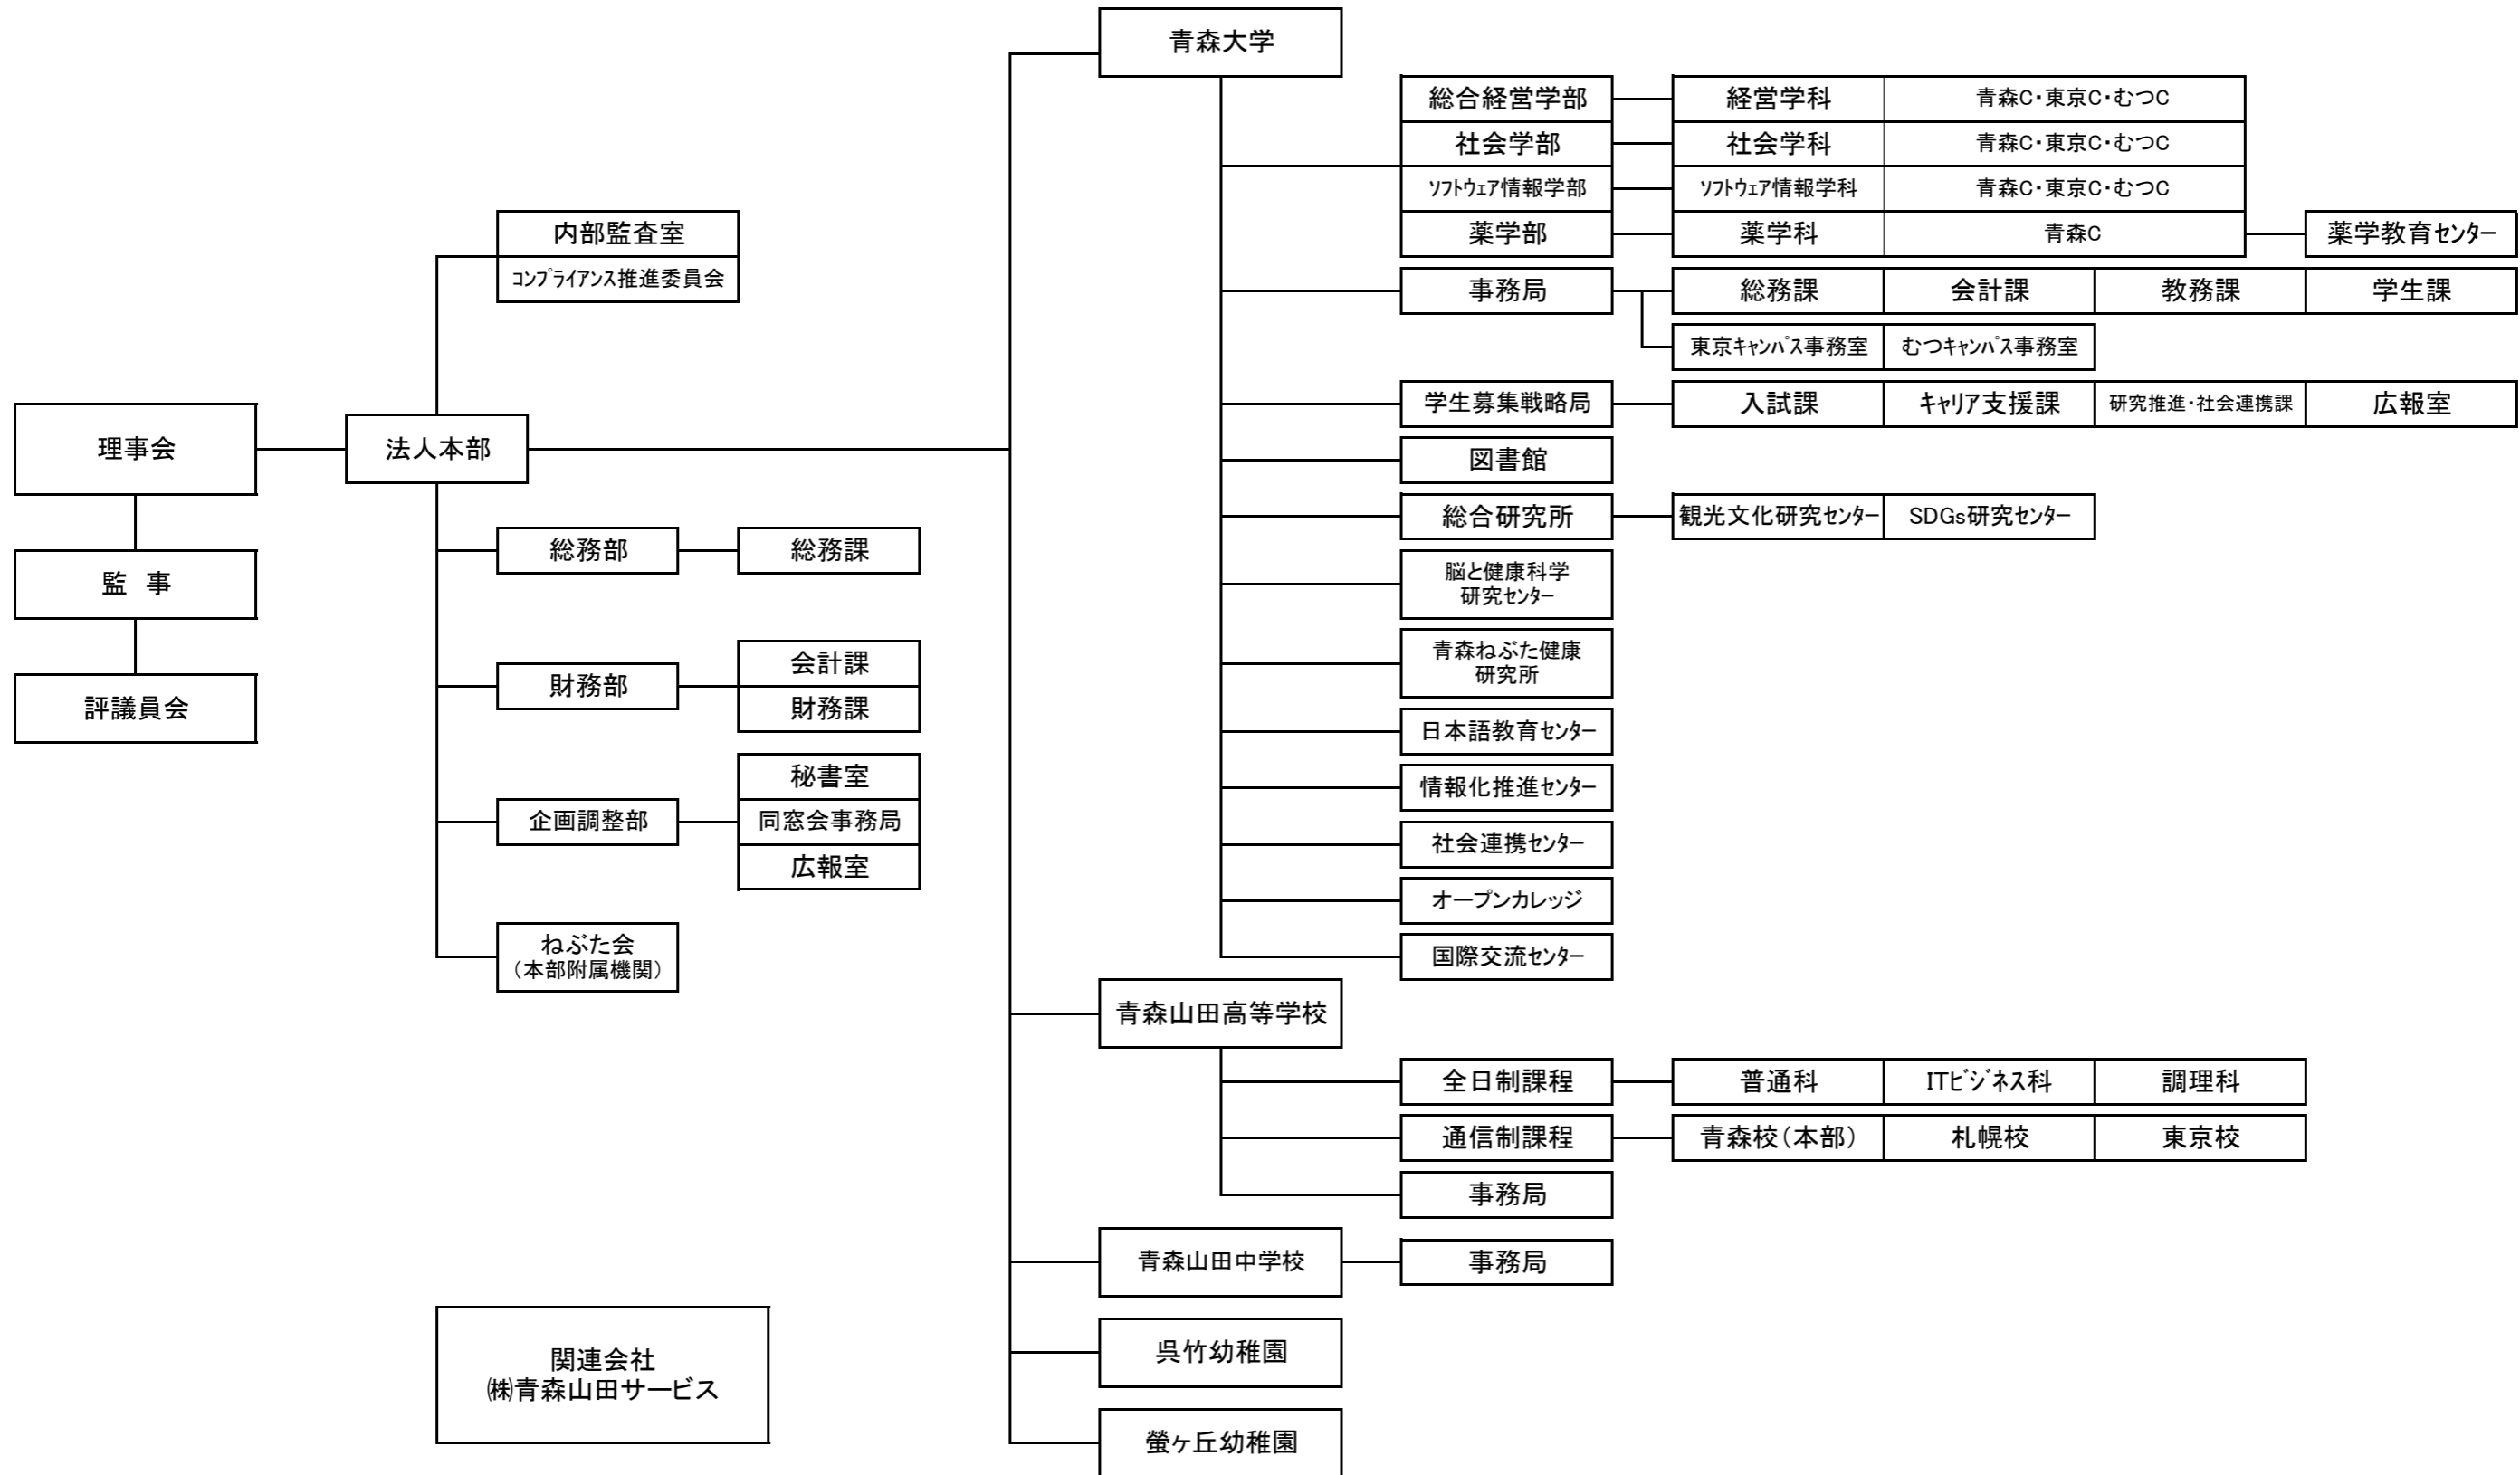 青森大学
総合経営学部 経営学科 青森C・東京C・むつC
社会学部 社会学科 青森C・東京C・むつC
ソフトウェア情報学部 ソフトウェア情報学科 青森C・東京C・むつC
薬学部 薬学科 青森C 薬学教育センター
事務局 総務課 会計課 教務課 学生課
東京キャンパス事務室 むつキャンパス事務室
学生募集戦略局 入試課 キャリア支援課 研究推進・社会連携課 広報室
図書館
総合研究所 観光文化研究センター SDGs研究センター
脳と健康科学
研究センター
青森ねぶた健康
研究所
日本語教育センター
情報化推進センター
社会連携センター
オープンカレッジ
国際交流センター
内部監査室
コンプライアンス推進委員会
理事会
法人本部
監 事
評議員会
総務部 総務課
財務部
会計課
財務課
企画調整部
秘書室
同窓会事務局
広報室
ねぶた会
（本部附属機関）
青森山田高等学校
全日制課程 普通科 ITビジネス科 調理科
通信制課程 青森校（本部） 札幌校 東京校
事務局
青森山田中学校 事務局
呉竹幼稚園
螢ヶ丘幼稚園
関連会社
㈱青森山田サービス